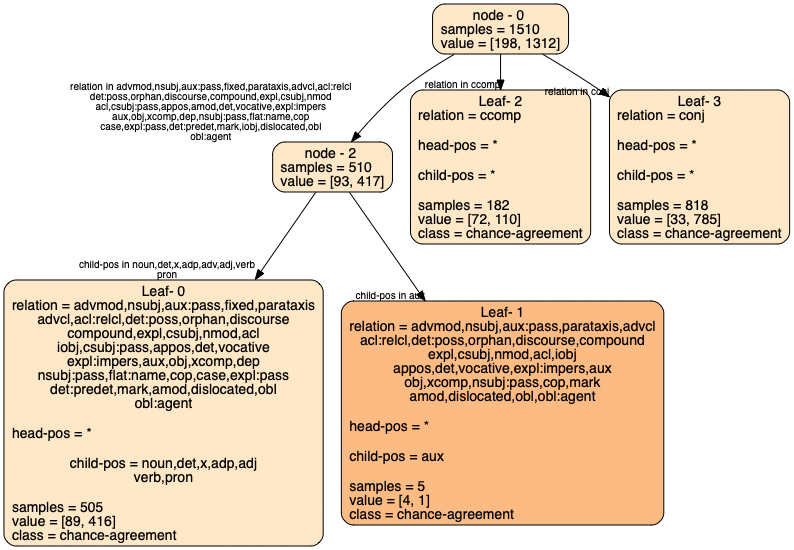 node - 0
samples = 1510
value = [198, 1312]
relation in advmod,nsubj,aux:pass,fixed,parataxis,advcl,acl:relcl
det:poss,orphan,discourse,compound,expl,csubj,nmod
acl,csubj:pass,appos,amod,det,vocative,expl:impers
aux,obj,xcomp,dep,nsubj:pass,flat:name,cop
case,expl:pass,det:predet,mark,iobj,dislocated,obl
obl:agent
relation in ccomp
relation in conj
node - 2
samples = 510
value = [93, 417]
Leaf- 2
relation = ccomp
head-pos = *
child-pos = *
samples = 182
value = [72, 110]
class = chance-agreement
Leaf- 3
relation = conj
head-pos = *
child-pos = *
samples = 818
value = [33, 785]
class = chance-agreement
child-pos in noun,det,x,adp,adv,adj,verb
pron
child-pos in aux
Leaf- 0
relation = advmod,nsubj,aux:pass,fixed,parataxis
advcl,acl:relcl,det:poss,orphan,discourse
compound,expl,csubj,nmod,acl
iobj,csubj:pass,appos,det,vocative
expl:impers,aux,obj,xcomp,dep
nsubj:pass,flat:name,cop,case,expl:pass
det:predet,mark,amod,dislocated,obl
obl:agent
head-pos = *
child-pos = noun,det,x,adp,adj
verb,pron
samples = 505
value = [89, 416]
class = chance-agreement
Leaf- 1
relation = advmod,nsubj,aux:pass,parataxis,advcl
acl:relcl,det:poss,orphan,discourse,compound
expl,csubj,nmod,acl,iobj
appos,det,vocative,expl:impers,aux
obj,xcomp,nsubj:pass,cop,mark
amod,dislocated,obl,obl:agent
head-pos = *
child-pos = aux
samples = 5
value = [4, 1]
class = chance-agreement